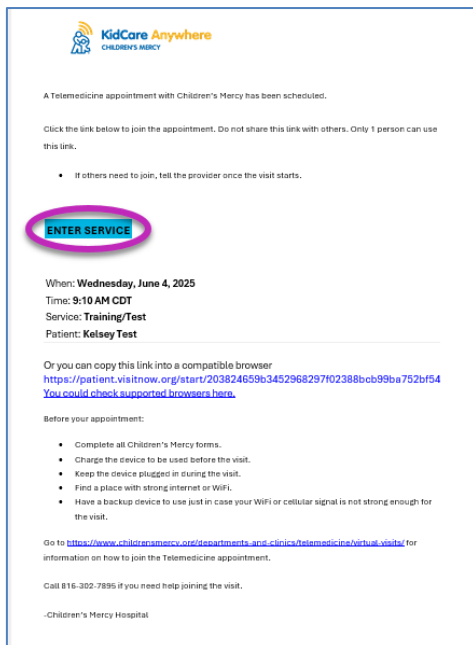 KidCare Anywhere
CHILDREN'S MERCY
A Telemedicine appointment with Children's Mercy has been scheduled.
Click the link below to join the appointment. Do not share this link with others. Only 1 person can use
this link.
• If others need to join, tell the provider once the visit starts.
ENTER SERVICE
When: Wednesday, June 4, 2025
Time: 9:10 AM CDT
Service: Training/Test
Patient: Kelsey Test
Or you can copy this link into a compatible browser
https://patient.visitnow.org/start/203824659b3452968297f02388bcb99ba752bf54
You could check supported browsers here.
Before your appointment:
• Complete all Children's Mercy forms.
• Charge the device to be used before the visit.
• Keep the device plugged in during the visit.
• Find a place with strong internet or WiFi.
• Have a backup device to use just in case your WiFi or cellular signal is not strong enough for
the visit.
Go to https://www.childrensmercy.org/departments-and-clinics/telemedicine/virtual-visits/ for
information on how to join the Telemedicine appointment.
Call 816-302-7895 if you need help joining the visit.
-Children's Mercy Hospital